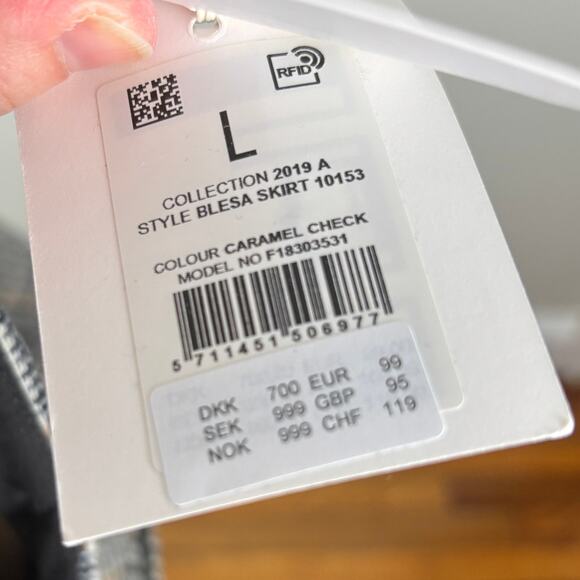 RFID
L
COLLECTION 2019 A
STYLE BLESA SKIRT 10153
COLOUR CARAMEL CHECK
MODEL NO F18303531
5 711451 506977
DKK 700 EUR 99
SEK 999 GBP 95
NOK 999 CHF 119